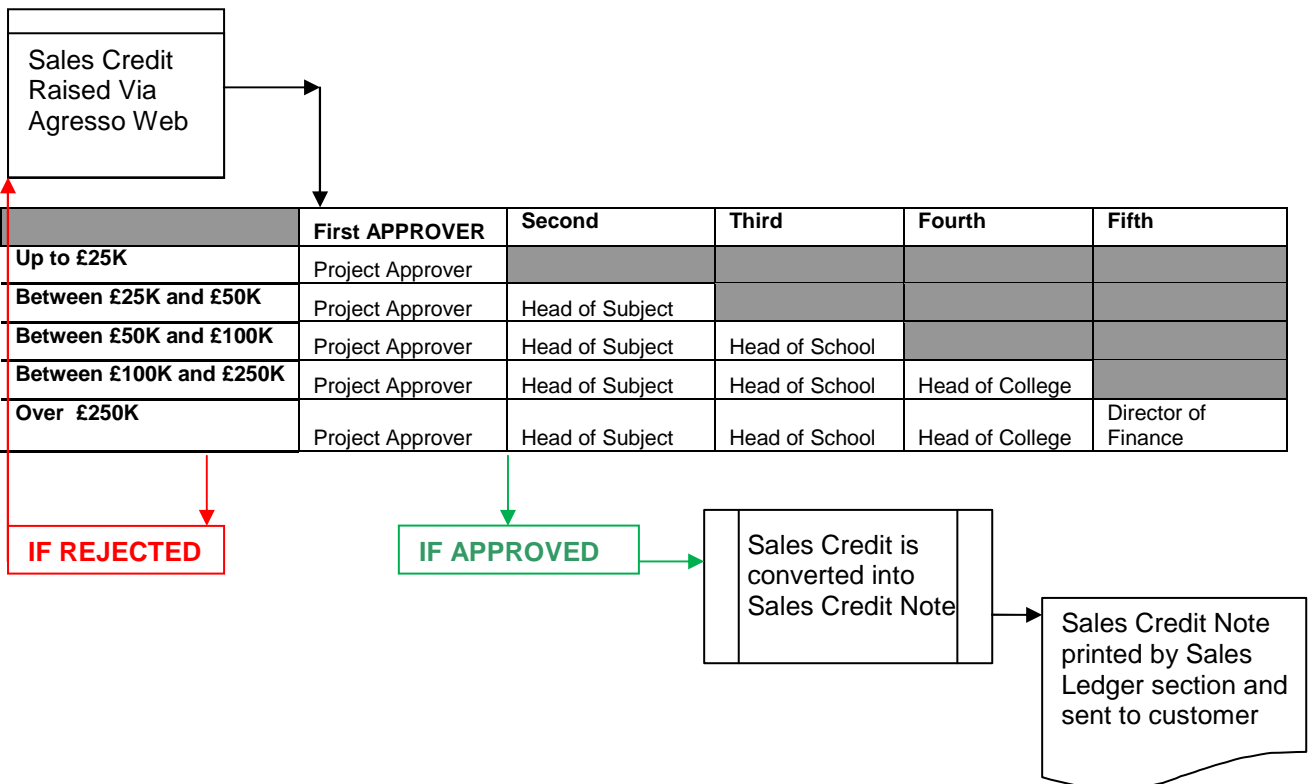 Sales Credit
Raised Via
Agresso Web
First APPROVER Second Third Fourth Fifth
Up to £25K Project Approver
Between £25K and £50K Project Approver Head of Subject
Between £50K and £100K Project Approver Head of Subject Head of School
Between £100K and £250K Project Approver Head of Subject Head of School Head of College
Over £250K Project Approver Head of Subject Head of School Head of College Director of
Finance
IF REJECTED
IF APPROVED
Sales Credit is
converted into
Sales Credit Note
Sales Credit Note
printed by Sales
Ledger section and
sent to customer